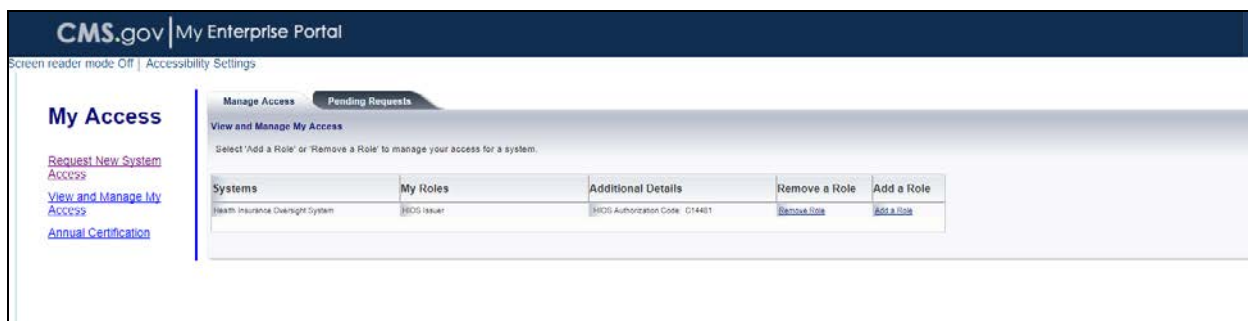 CMS.gov | My Enterprise Portal
Screen reader mode Off | Accessibility Settings
My Access
Request New System
Access
View and Manage My
Access
Annual Certification
Manage Access Pending Requests
View and Manage My Access
Select 'Add a Role' or 'Remove a Role' to manage your access for a system.
Systems My Roles Additional Details Remove a Role Add a Role
Health Insurance Oversight System HIOS Issuer HIOS Authorization Code: C14401 Remove Role Add a Role